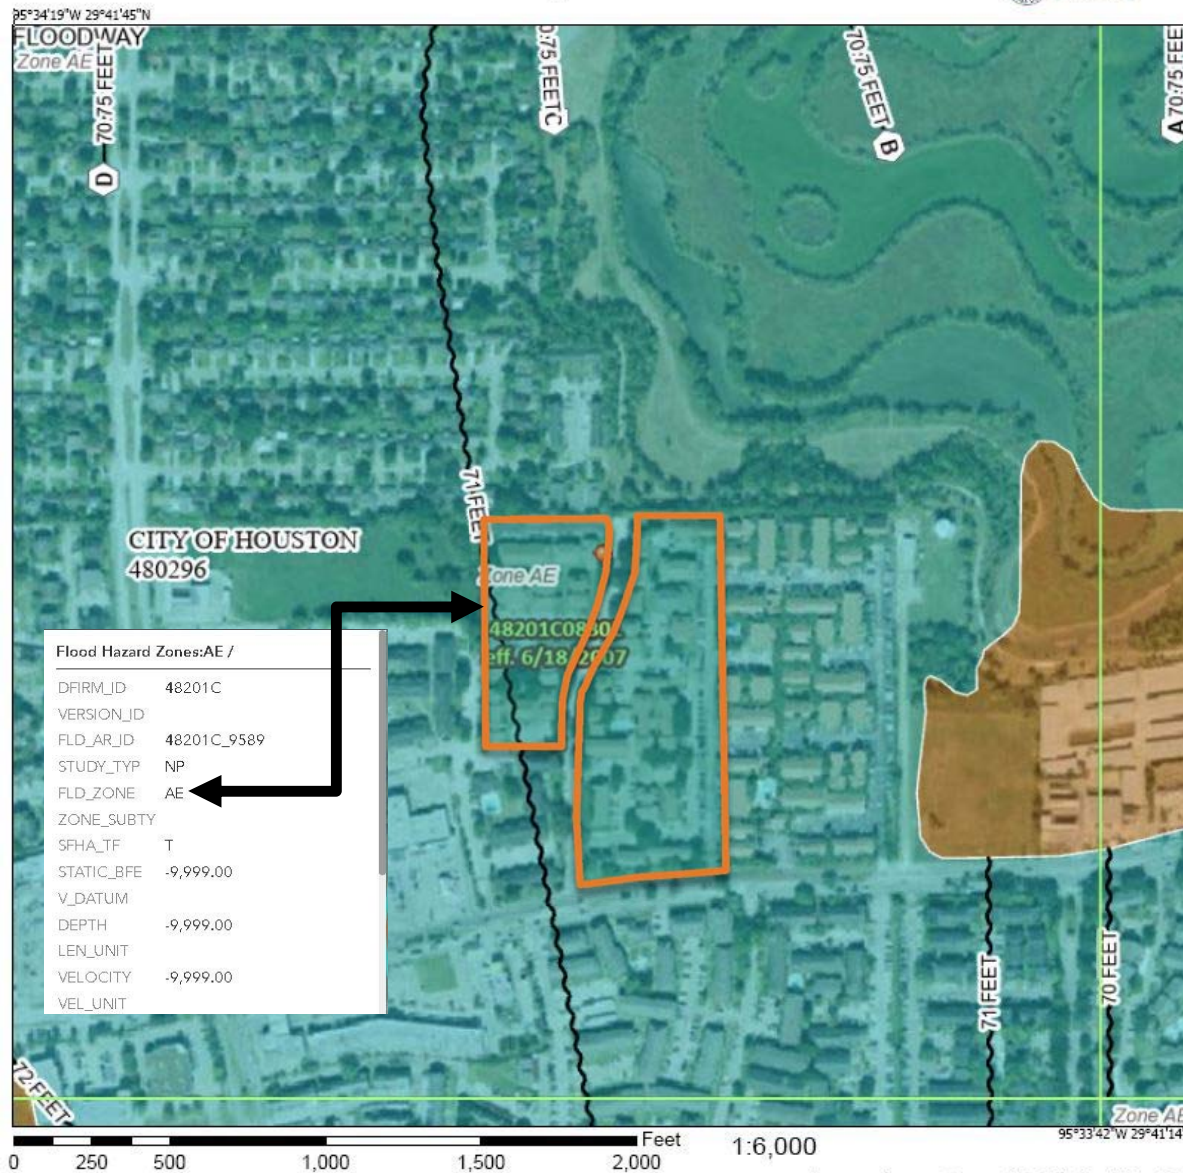 95°34'19"W 29°41'45"N
FLOODWAY
Zone AE
70.75 FEET
D
70.75 FEET
C
70.75 FEET
B
70.75 FEET
A
71 FEET
CITY OF HOUSTON
480296
Zone AE
eff. 6/18/2007
Flood Hazard Zones:AE /
DFIRM_ID 48201C
VERSION_ID
FLD_AR_ID 48201C_9589
STUDY_TYP NP
FLD_ZONE AE
ZONE_SUBTY
SFHA_TF T
STATIC_BFE -9,999.00
V_DATUM
DEPTH -9,999.00
LEN_UNIT
VELOCITY -9,999.00
VEL_UNIT
71 FEET
70 FEET
72 FEET
Zone AE
95°33'42"W 29°41'14
0 250 500 1,000 1,500 2,000 Feet 1:6,000